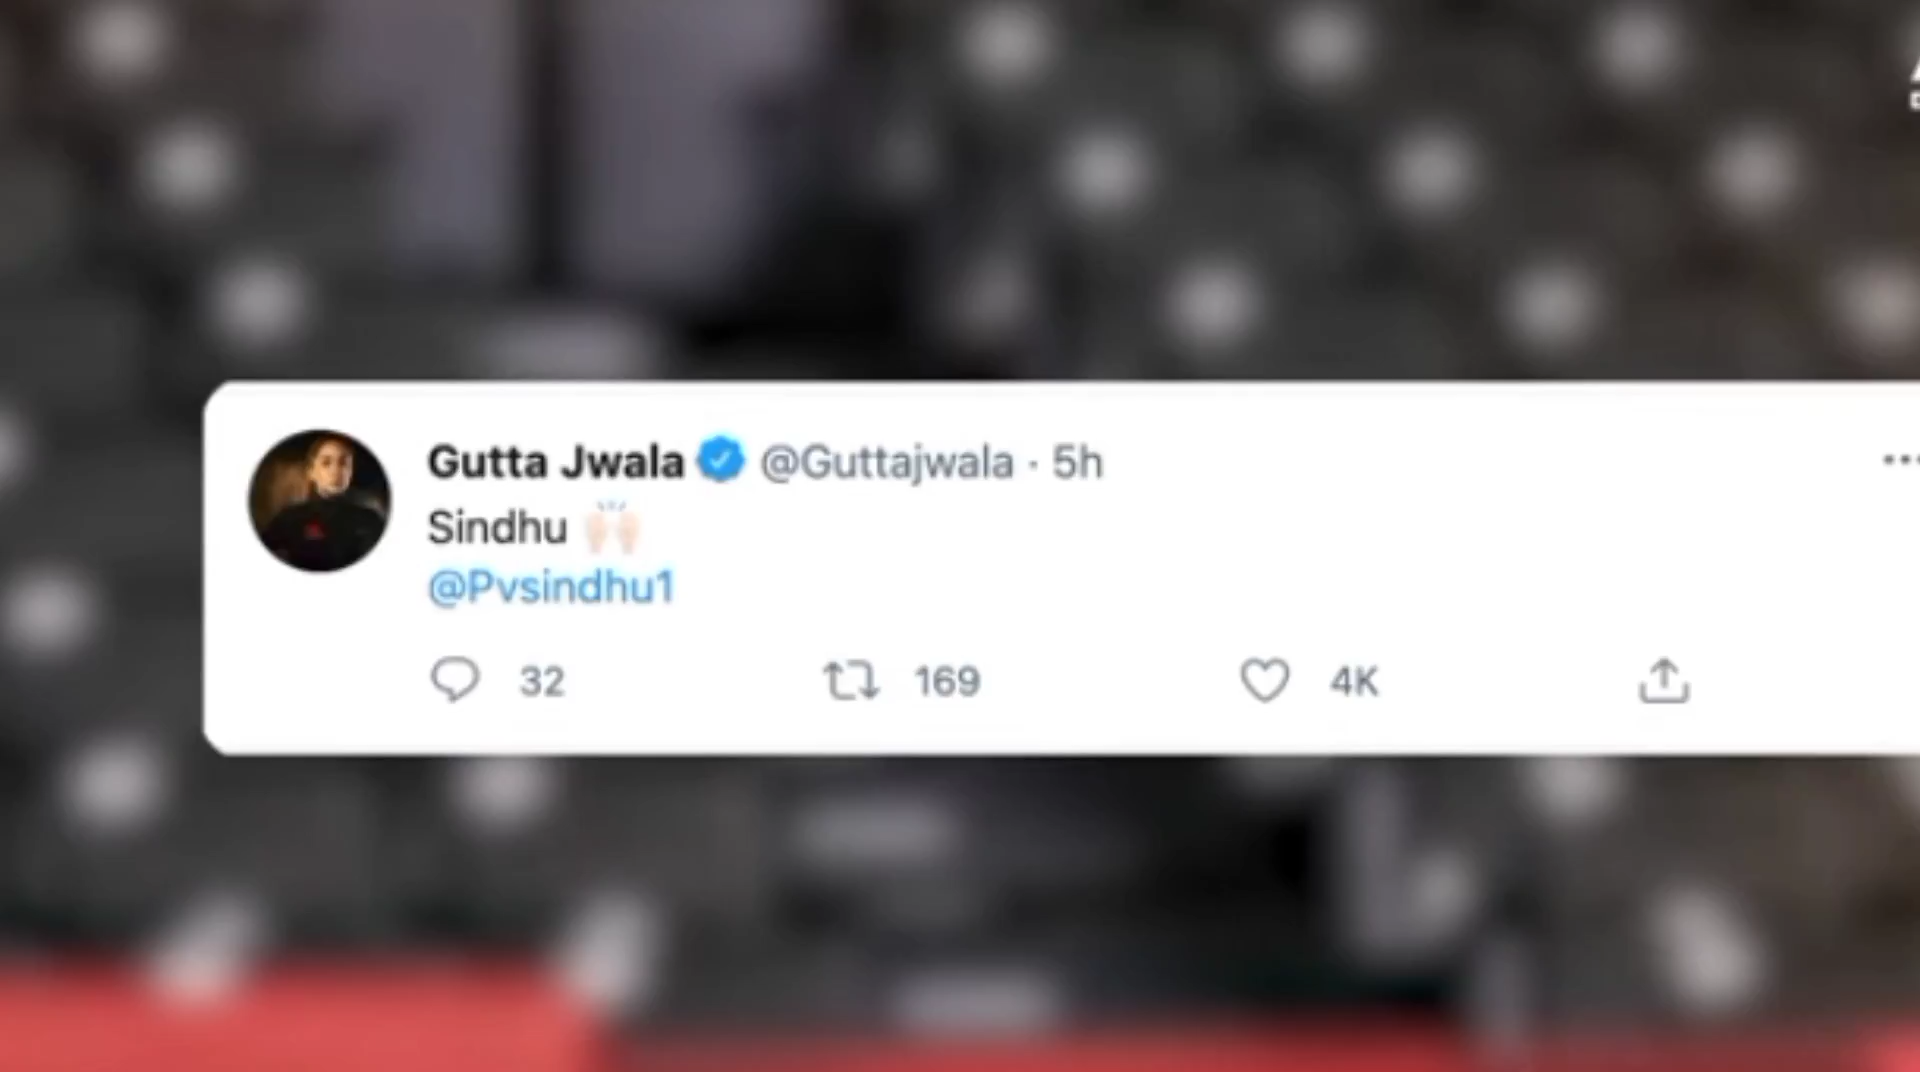 Gutta Jwala @Guttajwala · 5h
Sindhu 🙌🏻
@Pvsindhu1
32 169 4K